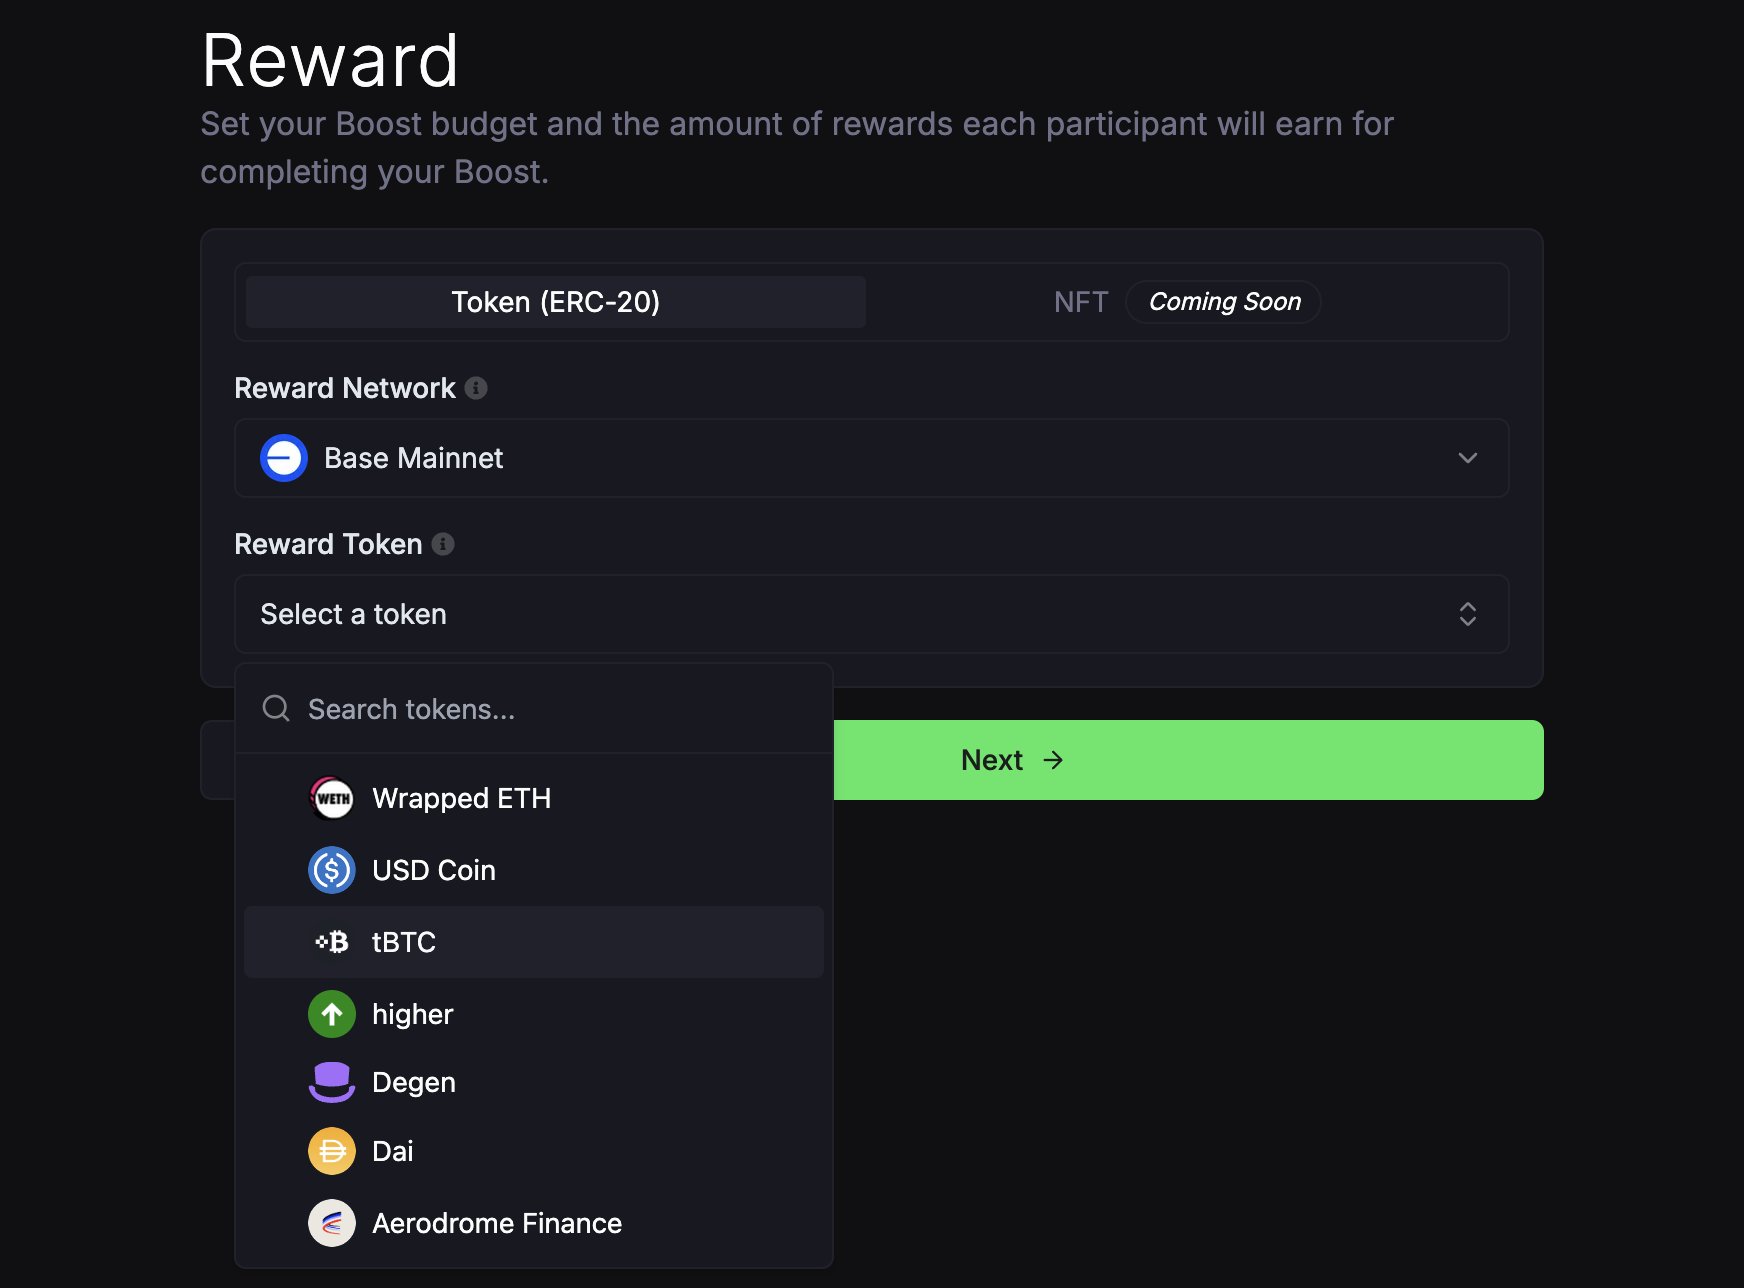 Reward
Set your Boost budget and the amount of rewards each participant will earn for
completing your Boost.
Token (ERC-20)
NFT
Coming Soon
Reward Network
Base Mainnet
Reward Token
Select a token
Search tokens...
Next
WETH
Wrapped ETH
USD Coin
tBTC
higher
Degen
Dai
Aerodrome Finance